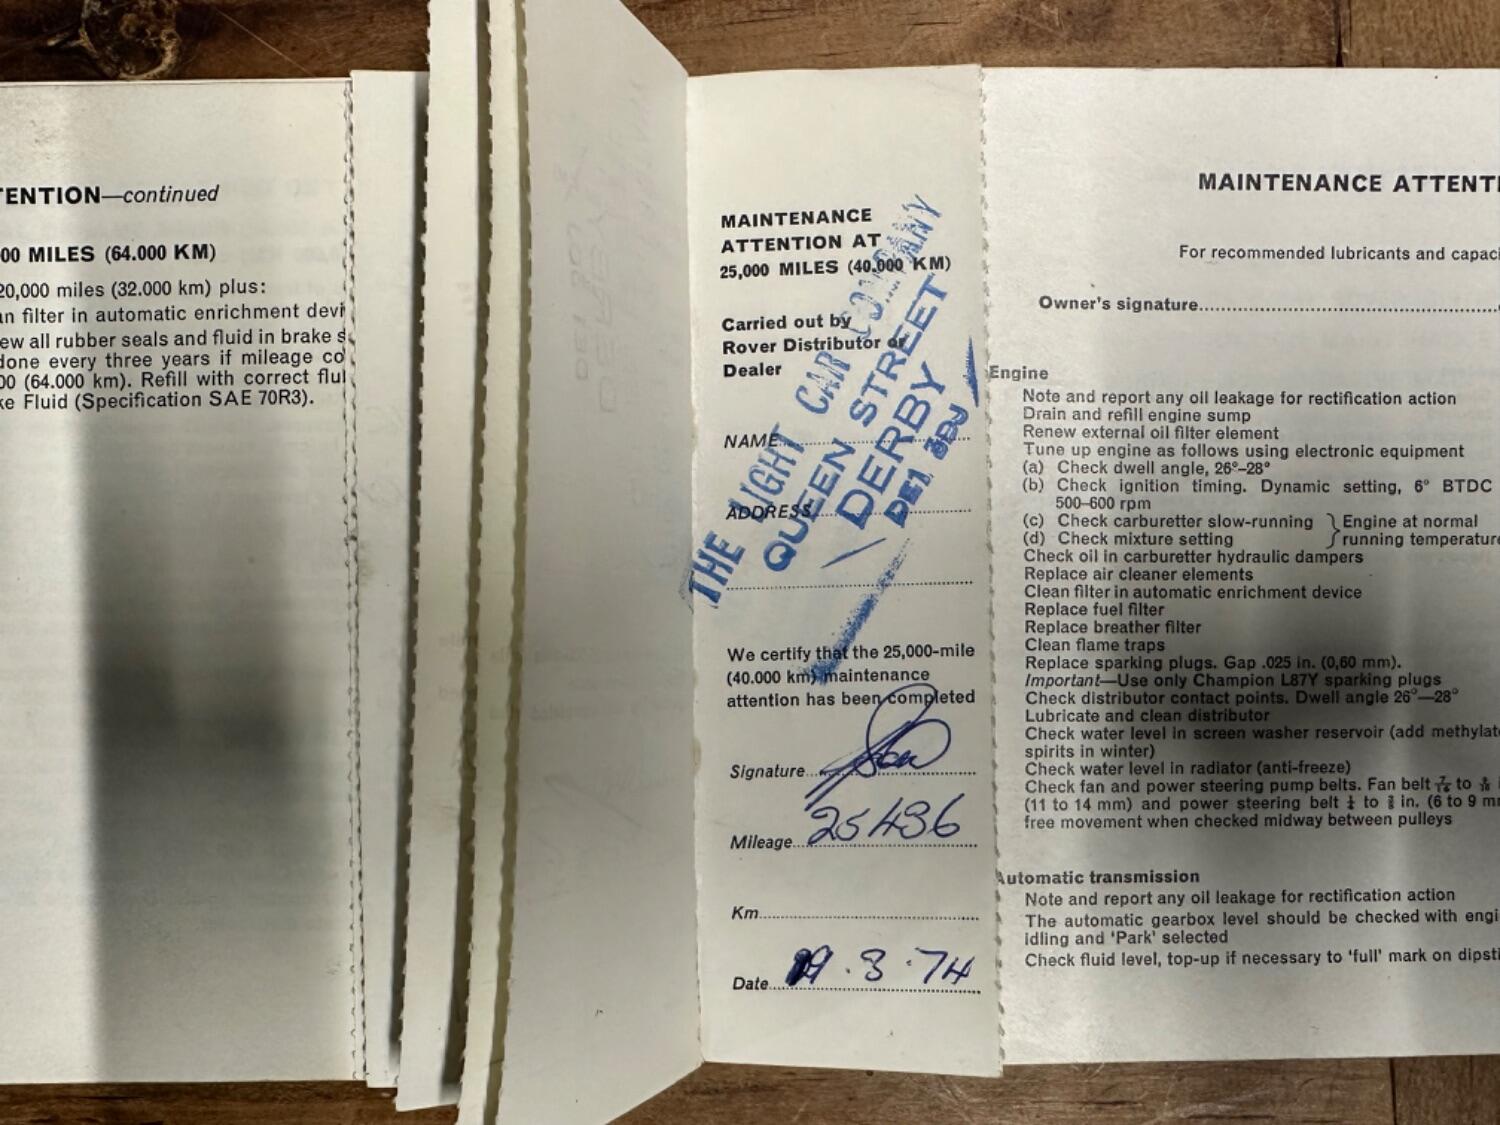 TENTION—continued
00 MILES (64.000 KM)
20,000 miles (32.000 km) plus:
an filter in automatic enrichment devi
ew all rubber seals and fluid in brake s
done every three years if mileage co
00 (64.000 km). Refill with correct flui
ke Fluid (Specification SAE 70R3).
MAINTENANCE
ATTENTION AT
25,000 MILES (40.000 KM)
Carried out by
Rover Distributor or
Dealer
NAME
ADDRESS
THE LIGHT CAR COMPANY
QUEEN STREET
DERBY
DE1 3DU
We certify that the 25,000-mile
(40.000 km) maintenance
attention has been completed
Signature
Mileage 25436
Km
Date 19.3.74
MAINTENANCE ATTENTI
For recommended lubricants and capaci
Owner's signature
Engine
Note and report any oil leakage for rectification action
Drain and refill engine sump
Renew external oil filter element
Tune up engine as follows using electronic equipment
(a) Check dwell angle, 26°–28°
(b) Check ignition timing. Dynamic setting, 6° BTDC
500–600 rpm
(c) Check carburetter slow-running } Engine at normal
(d) Check mixture setting } running temperature
Check oil in carburetter hydraulic dampers
Replace air cleaner elements
Clean filter in automatic enrichment device
Replace fuel filter
Replace breather filter
Clean flame traps
Replace sparking plugs. Gap .025 in. (0,60 mm).
Important—Use only Champion L87Y sparking plugs
Check distributor contact points. Dwell angle 26°—28°
Lubricate and clean distributor
Check water level in screen washer reservoir (add methylate
spirits in winter)
Check water level in radiator (anti-freeze)
Check fan and power steering pump belts. Fan belt 7/16 to 9/16
(11 to 14 mm) and power steering belt 1/4 to 3/8 in. (6 to 9 mm
free movement when checked midway between pulleys
Automatic transmission
Note and report any oil leakage for rectification action
The automatic gearbox level should be checked with engi
idling and 'Park' selected
Check fluid level, top-up if necessary to 'full' mark on dipsti